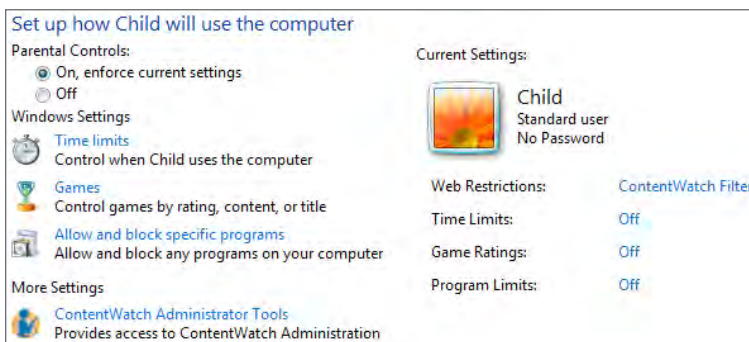 Set up how Child will use the computer
Parental Controls:
On, enforce current settings
Off
Windows Settings
Time limits
Control when Child uses the computer
Games
Control games by rating, content, or title
Allow and block specific programs
Allow and block any programs on your computer
More Settings
ContentWatch Administrator Tools
Provides access to ContentWatch Administration
Current Settings:
Child
Standard user
No Password
Web Restrictions: ContentWatch Filte
Time Limits: Off
Game Ratings: Off
Program Limits: Off